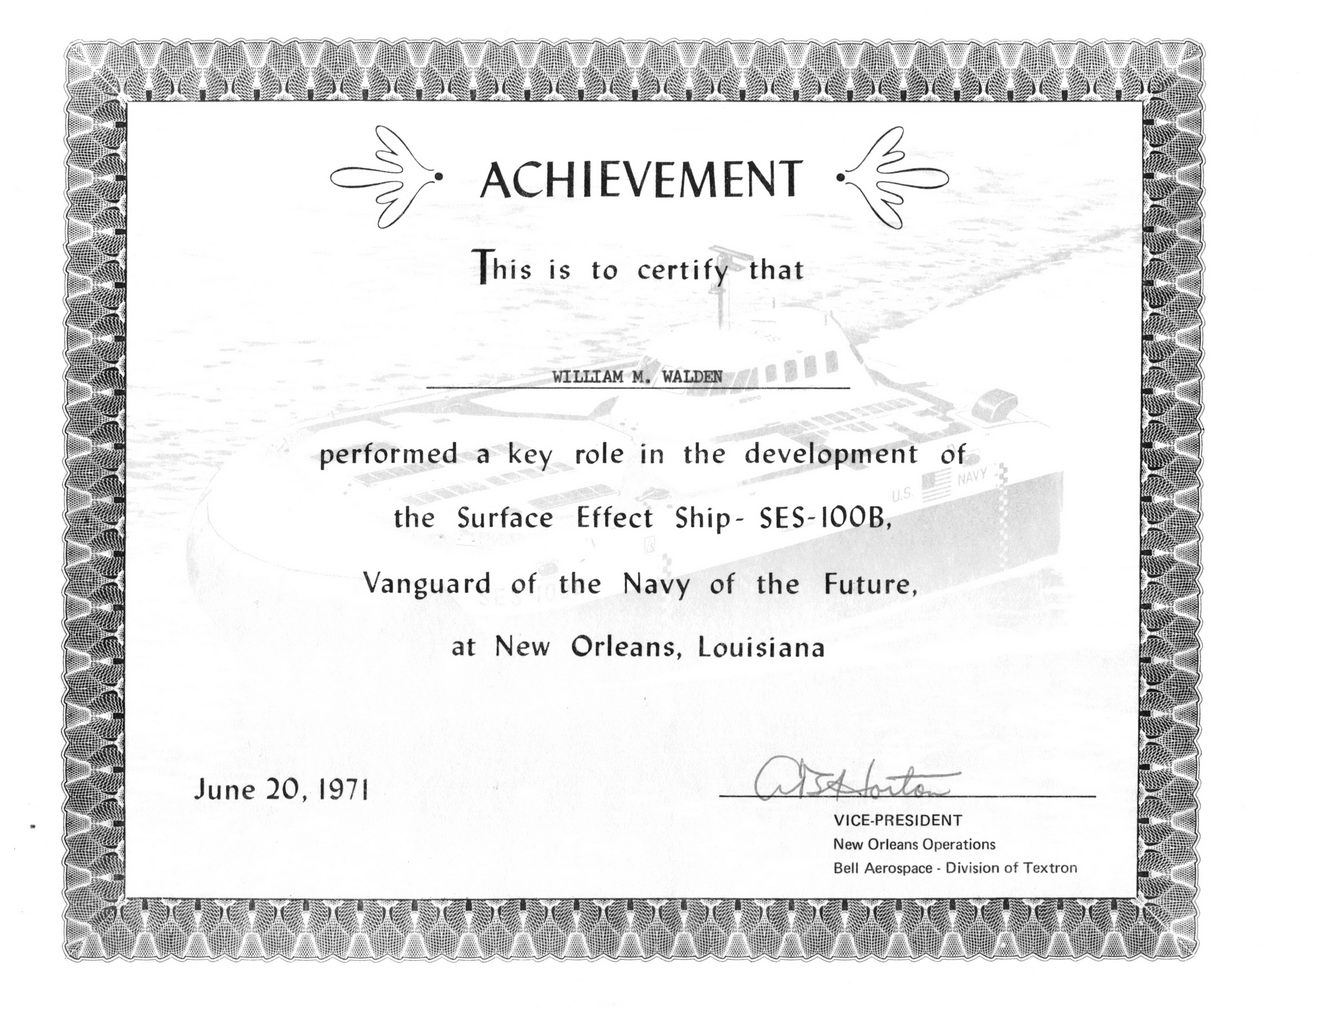 ACHIEVEMENT
This is to certify that
WILLIAM M. WALDEN
performed a key role in the development of
the Surface Effect Ship- SES-100B,
Vanguard of the Navy of the Future,
at New Orleans, Louisiana
U.S. NAVY
June 20, 1971
Horton
VICE-PRESIDENT
New Orleans Operations
Bell Aerospace - Division of Textron